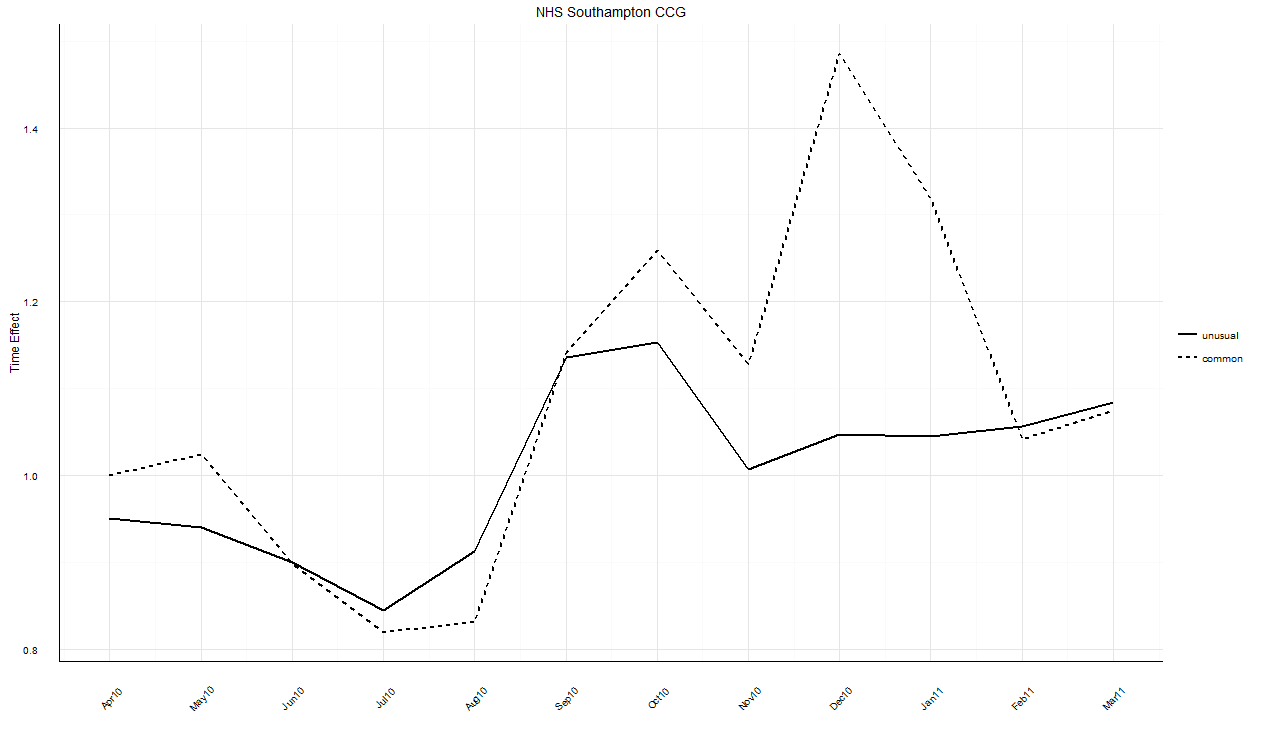 NHS Southampton CCG
Time Effect
1.4
1.2
1.0
0.8
Apr10
May10
Jun10
Jul10
Aug10
Sep10
Oct10
Nov10
Dec10
Jan11
Feb11
Mar11
unusual
common